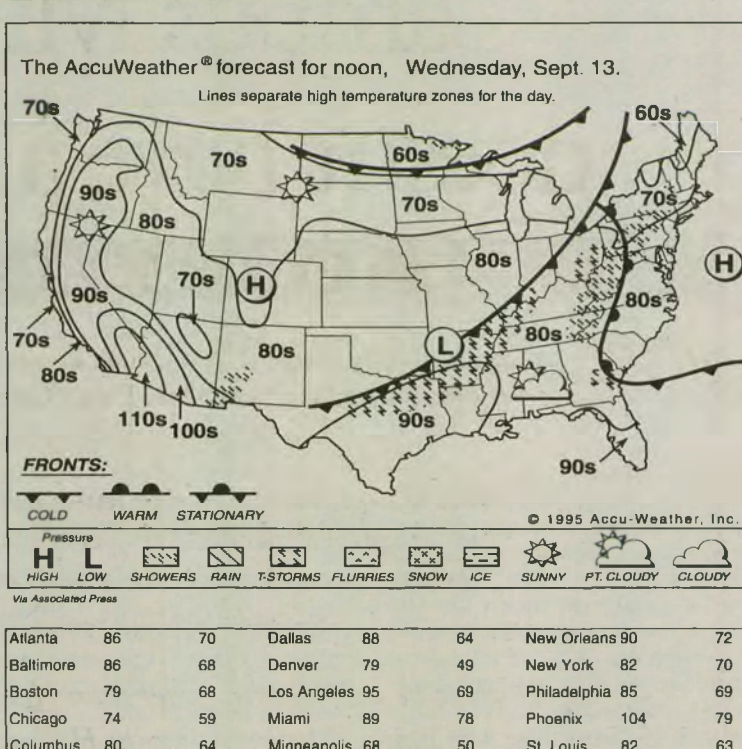 The AccuWeather® forecast for noon, Wednesday, Sept. 13.
Lines separate high temperature zones for the day.
70s
60s
70s
60s
90s
70s
70s
80s
70s
80s
H
H
90s
80s
70s
80s
L
80s
70s
80s
110s
100s
90s
90s
FRONTS:
COLD WARM STATIONARY
© 1995 Accu-Weather, Inc.
Pressure
H L
HIGH LOW SHOWERS RAIN T-STORMS FLURRIES SNOW ICE SUNNY PT. CLOUDY CLOUDY
Via Associated Press
Atlanta 86 70 Dallas 88 64 New Orleans 90 72
Baltimore 86 68 Denver 79 49 New York 82 70
Boston 79 68 Los Angeles 95 69 Philadelphia 85 69
Chicago 74 59 Miami 89 78 Phoenix 104 79
Columbus 80 64 Minneapolis 68 50 St. Louis 82 63